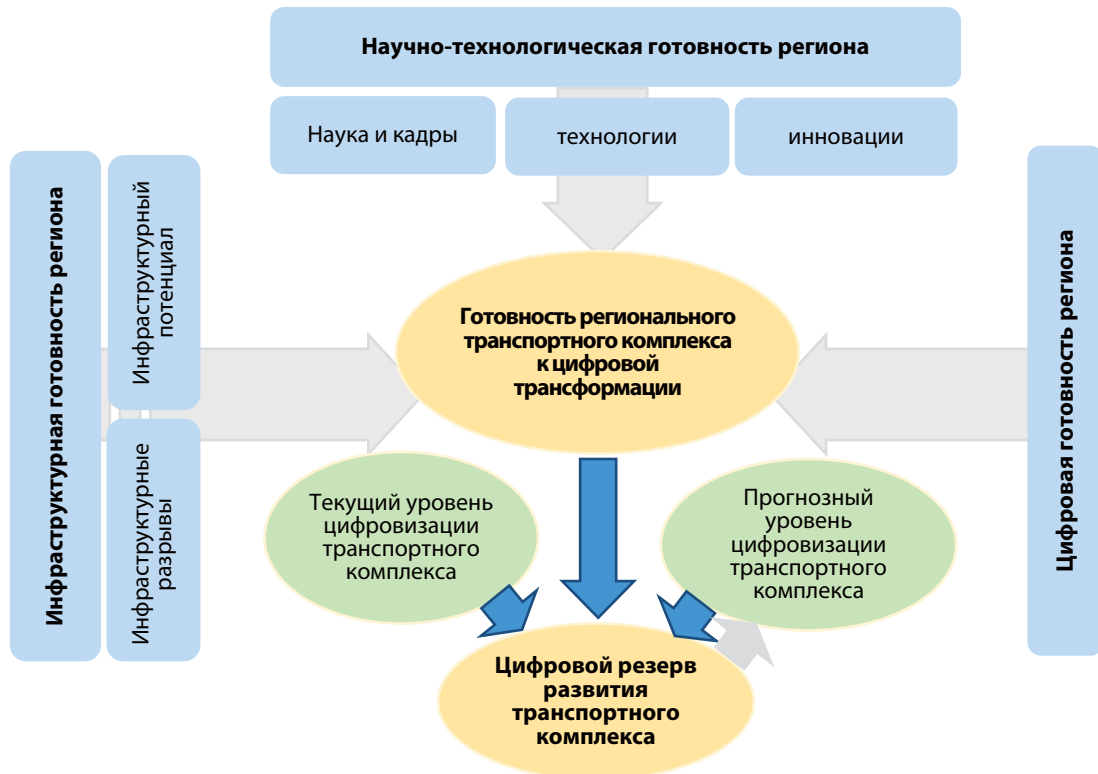 Научно-технологическая готовность региона
Наука и кадры
технологии
инновации
Инфраструктурная готовность региона
Инфраструктурный
потенциал
Инфраструктурные
разрывы
Цифровая готовность региона
Готовность регионального
транспортного комплекса
к цифровой
трансформации
Текущий уровень
цифровизации
транспортного
комплекса
Прогнозный
уровень
цифровизации
транспортного
комплекса
Цифровой резерв
развития
транспортного
комплекса